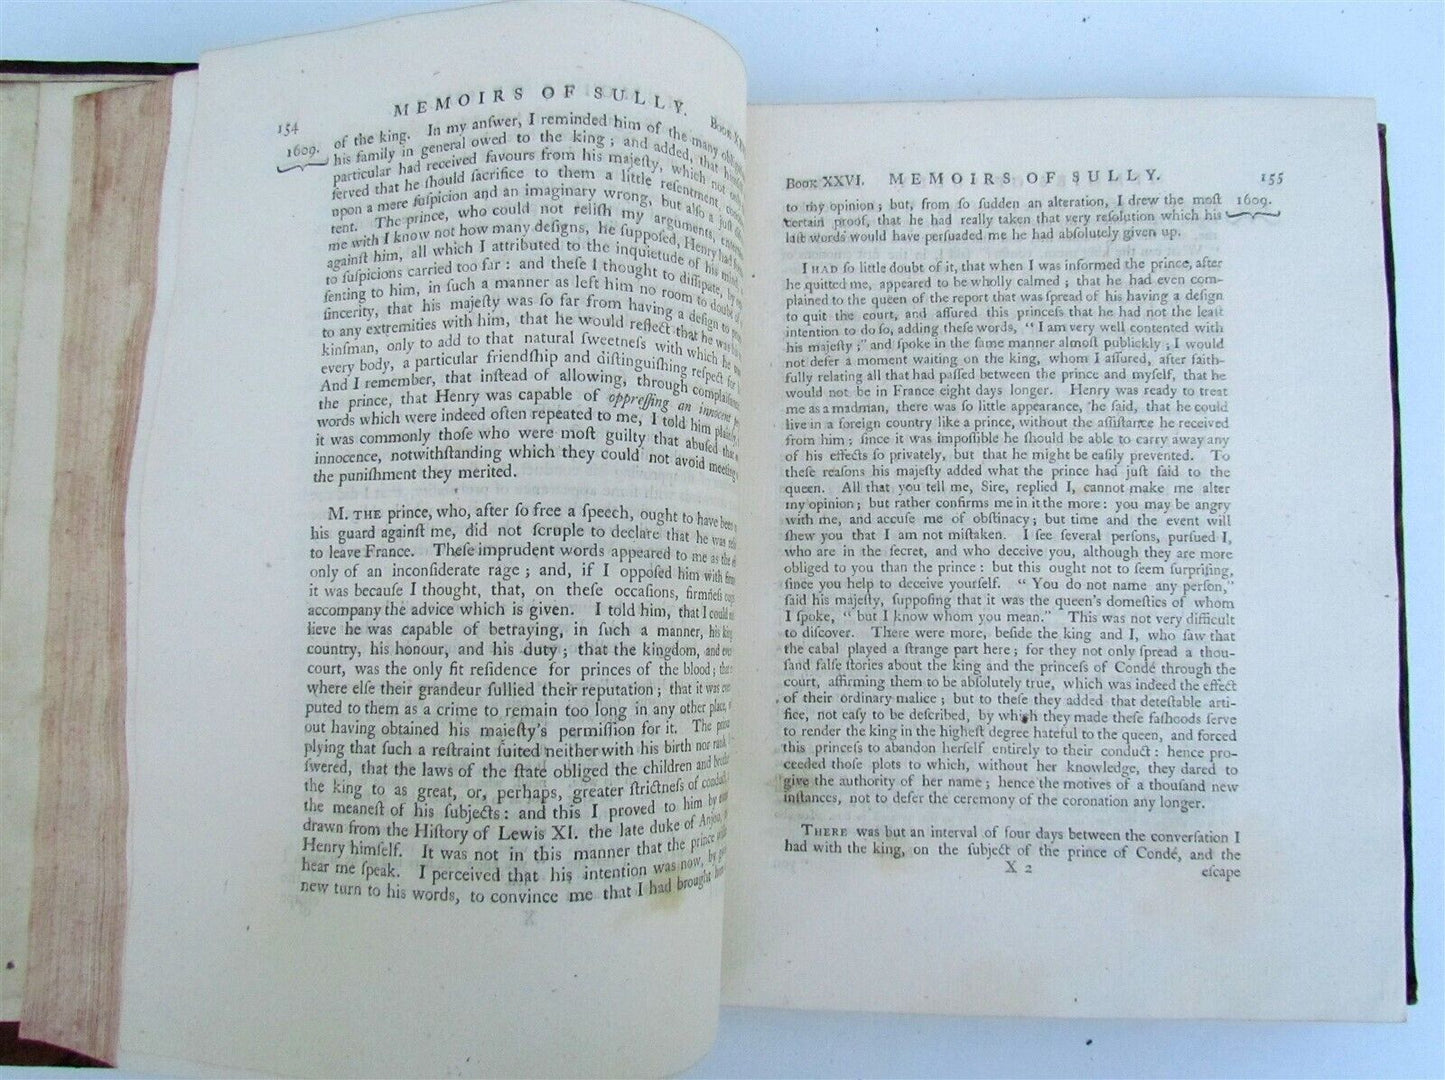 154
MEMOIRS OF SULLY.
1609.
of the king. In my anſwer, I reminded him of the many
his family in general owed to the king; and added, that
particular had received favours from his majeſty, which not
ſerved that he ſhould ſacrifice to them a little reſentment,
upon a mere ſuſpicion and an imaginary wrong, but alſo a juſt
tent. The prince, who could not reliſh my arguments,
me with I know not how many deſigns, he ſuppoſed, Henry had
againſt him, all which I attributed to the inquietude of his mind,
to ſuſpicions carried too far: and theſe I thought to diſſipate, by
ſenting to him, in ſuch a manner as left him no room to doubt of
ſincerity, that his majeſty was ſo far from having a deſign to
to any extremities with him, that he would reflect that he was
kinſman, only to add to that natural ſweetneſs with which he
every body, a particular friendſhip and diſtinguiſhing reſpect for
And I remember, that inſtead of allowing, through
the prince, that Henry was capable of oppreſſing an innocent
words which were indeed often repeated to me, I told him
it was commonly thoſe who were moſt guilty that abuſed
innocence, notwithſtanding which they could not avoid meeting
the puniſhment they merited.
M. THE prince, who, after ſo free a ſpeech, ought to have been
his guard againſt me, did not ſcruple to declare that he was
to leave France. Theſe imprudent words appeared to me as the
only of an inconſiderate rage; and, if I oppoſed him with
it was becauſe I thought, that, on theſe occaſions, firmneſs
accompany the advice which is given. I told him, that I could
lieve he was capable of betraying, in ſuch a manner, his king
country, his honour, and his duty; that the kingdom, and
court, was the only fit reſidence for princes of the blood;
where elſe their grandeur ſullied their reputation; that it was
puted to them as a crime to remain too long in any other place,
out having obtained his majeſty's permiſſion for it. The
plying that ſuch a reſtraint ſuited neither with his birth nor rank,
ſwered, that the laws of the ſtate obliged the children and
the king to as great, or, perhaps, greater ſtrictneſs of conduct,
the meaneſt of his ſubjects: and this I proved to him by
drawn from the Hiſtory of Lewis XI. the late duke of Anjou,
Henry himſelf. It was not in this manner that the prince
hear me ſpeak. I perceived that his intention was now, by
new turn to his words, to convince me that I had brought
BOOK XXVI. MEMOIRS OF SULLY. 155
to my opinion; but, from ſo ſudden an alteration, I drew the moſt 1609.
certain proof, that he had really taken that very reſolution which his
laſt words would have perſuaded me he had abſolutely given up.
I HAD ſo little doubt of it, that when I was informed the prince, after
he quitted me, appeared to be wholly calmed; that he had even com-
plained to the queen of the report that was ſpread of his having a deſign
to quit the court, and aſſured this princeſs that he had not the leaſt
intention to do ſo, adding theſe words, "I am very well contented with
his majeſty;" and ſpoke in the ſame manner almoſt publickly; I would
not defer a moment waiting on the king, whom I aſſured, after faith-
fully relating all that had paſſed between the prince and myſelf, that he
would not be in France eight days longer. Henry was ready to treat
me as a madman, there was ſo little appearance, he ſaid, that he could
live in a foreign country like a prince, without the aſſiſtance he received
from him; ſince it was impoſſible he ſhould be able to carry away any
of his effects ſo privately, but that he might be eaſily prevented. To
theſe reaſons his majeſty added what the prince had juſt ſaid to the
queen. All that you tell me, Sire, replied I, cannot make me alter
my opinion; but rather confirms me in it the more: you may be angry
with me, and accuſe me of obſtinacy; but time and the event will
ſhew you that I am not miſtaken. I ſee ſeveral perſons, purſued I,
who are in the ſecret, and who deceive you, although they are more
obliged to you than the prince: but this ought not to ſeem ſurpriſing,
ſince you help to deceive yourſelf. "You do not name any perſon,"
ſaid his majeſty, ſuppoſing that it was the queen's domeſtics of whom
I ſpoke, "but I know whom you mean." This was not very difficult
to diſcover. There were more, beſide the king and I, who ſaw that
the cabal played a ſtrange part here; for they not only ſpread a thou-
ſand falſe ſtories about the king and the princeſs of Condé through the
court, affirming them to be abſolutely true, which was indeed the effect
of their ordinary malice; but to theſe they added that deteſtable arti-
fice, not eaſy to be deſcribed, by which they made theſe falſhoods ſerve
to render the king in the higheſt degree hateful to the queen, and forced
this princeſs to abandon herſelf entirely to their conduct: hence pro-
ceeded thoſe plots to which, without her knowledge, they dared to
give the authority of her name; hence the motives of a thouſand new
inſtances, not to defer the ceremony of the coronation any longer.
THERE was but an interval of four days between the converſation I
had with the king, on the ſubject of the prince of Condé, and the
X 2 eſcape